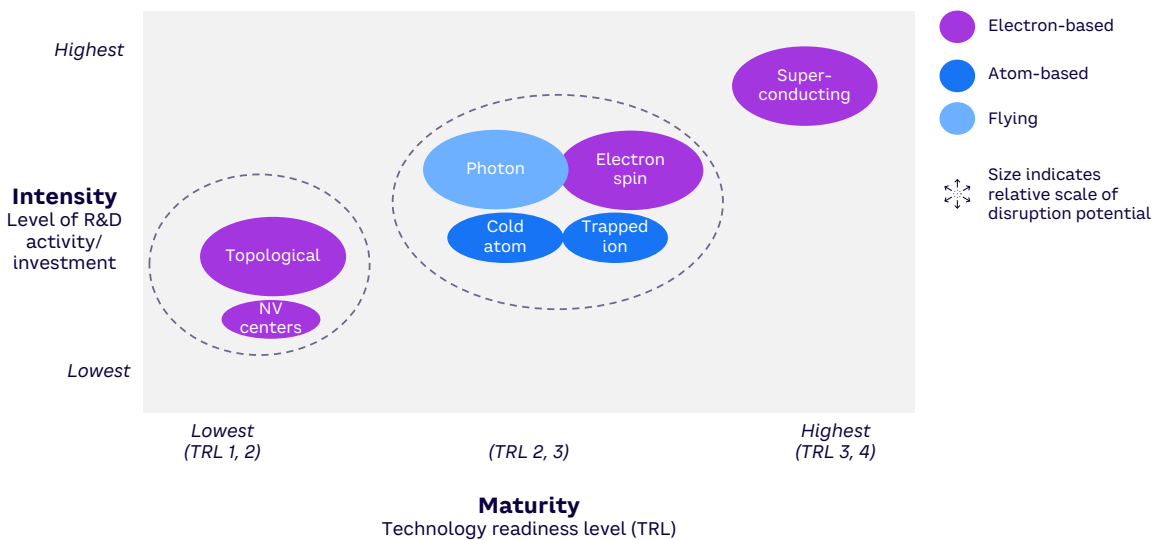 Highest
Intensity
Level of R&D
activity/
investment
Lowest
Super-
conducting
Photon
Electron
spin
Cold
atom
Trapped
ion
Topological
NV
centers
Electron-based
Atom-based
Flying
Size indicates
relative scale of
disruption potential
Lowest
(TRL 1, 2)
(TRL 2, 3)
Highest
(TRL 3, 4)
Maturity
Technology readiness level (TRL)